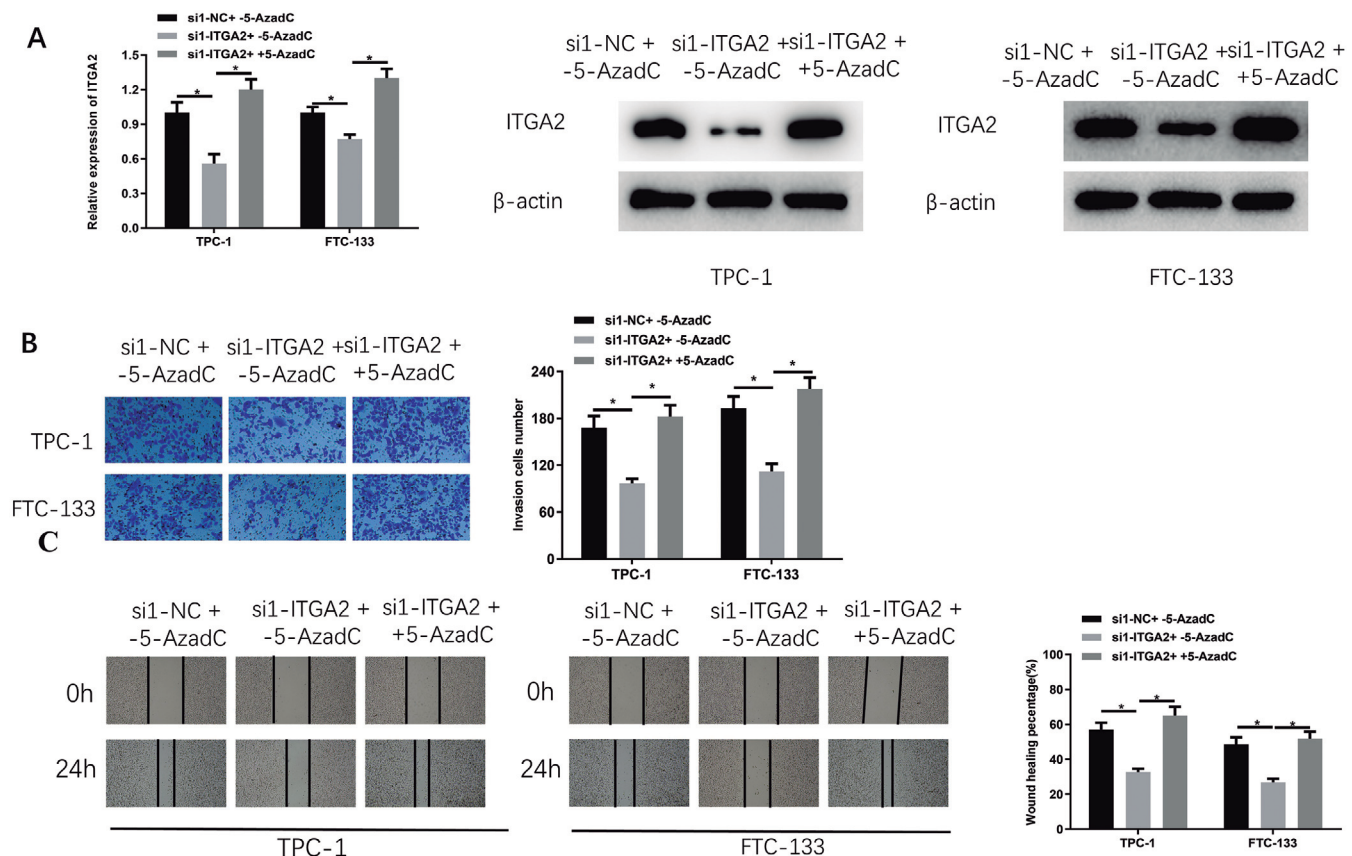 A
si1-NC+ -5-AzadC
si1-ITGA2+ -5-AzadC
si1-ITGA2+ +5-AzadC
Relative expression of ITGA2
1.5
1.2
0.9
0.6
0.3
0.0
* * * *
TPC-1 FTC-133
si1-NC + si1-ITGA2 + si1-ITGA2 +
-5-AzadC -5-AzadC +5-AzadC
ITGA2
β-actin
TPC-1
si1-NC + si1-ITGA2 + si1-ITGA2 +
-5-AzadC -5-AzadC +5-AzadC
ITGA2
β-actin
FTC-133
B
si1-NC + si1-ITGA2 + si1-ITGA2 +
-5-AzadC -5-AzadC +5-AzadC
TPC-1
FTC-133
si1-NC+ -5-AzadC
si1-ITGA2+ -5-AzadC
si1-ITGA2+ +5-AzadC
Invasion cells number
240
180
120
60
0
* * * *
TPC-1 FTC-133
C
si1-NC + si1-ITGA2 + si1-ITGA2 +
-5-AzadC -5-AzadC +5-AzadC
0h
24h
TPC-1
si1-NC + si1-ITGA2 + si1-ITGA2 +
-5-AzadC -5-AzadC +5-AzadC
0h
24h
FTC-133
si1-NC+ -5-AzadC
si1-ITGA2+ -5-AzadC
si1-ITGA2+ +5-AzadC
Wound healing percentage(%)
80
60
40
20
0
* * * *
TPC-1 FTC-133